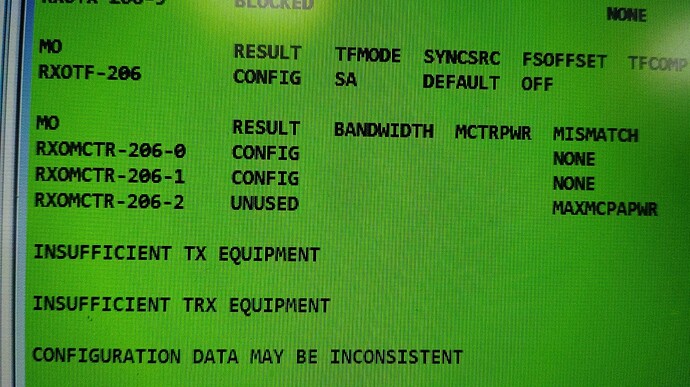 BLOCKED
NONE
MO RESULT TFMODE SYNCSRC FSOFFSET TFCOMP
RXOTF-206 CONFIG SA DEFAULT OFF
MO RESULT BANDWIDTH MCTRPWR MISMATCH
RXOMCTR-206-0 CONFIG NONE
RXOMCTR-206-1 CONFIG NONE
RXOMCTR-206-2 UNUSED MAXMCPAPWR
INSUFFICIENT TX EQUIPMENT
INSUFFICIENT TRX EQUIPMENT
CONFIGURATION DATA MAY BE INCONSISTENT